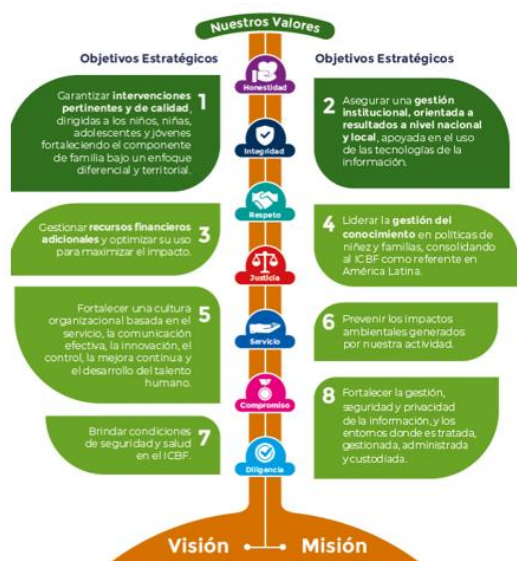 Nuestros Valores
Objetivos Estratégicos
Objetivos Estratégicos
Honestidad
1
Garantizar intervenciones
pertinentes y de calidad,
dirigidas a los niños, niñas,
adolescentes y jóvenes
fortaleciendo el componente
de familia bajo un enfoque
diferencial y territorial.
2
Asegurar una gestión
institucional, orientada a
resultados a nivel nacional
y local, apoyada en el uso
de las tecnologías de la
información.
Integridad
Respeto
Gestionar recursos financieros
adicionales y optimizar su uso
para maximizar el impacto.
3
4
Liderar la gestión del
conocimiento en políticas de
niñez y familias, consolidando
al ICBF como referente en
América Latina.
Justicia
Fortalecer una cultura
organizacional basada en el
servicio, la comunicación
efectiva, la innovación, el
control, la mejora continua y
el desarrollo del talento
humano.
5
6
Prevenir los impactos
ambientales generados
por nuestra actividad.
Servicio
Compromiso
Brindar condiciones
de seguridad y salud
en el ICBF.
7
8
Fortalecer la gestión,
seguridad y privacidad
de la información, y los
entornos donde es tratada,
gestionada, administrada
y custodiada.
Diligencia
Visión
Misión